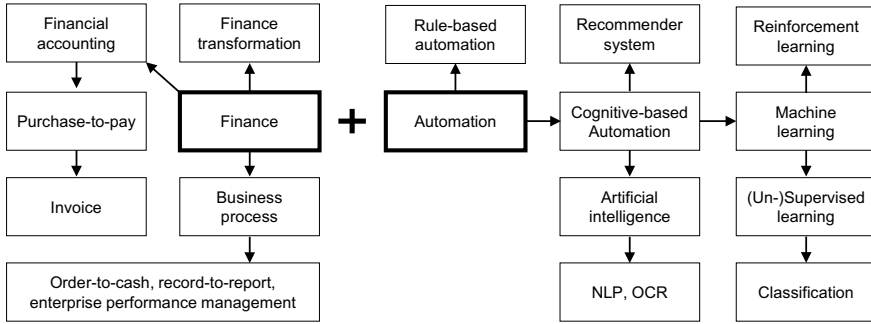 Financial
accounting
Finance
transformation
Rule-based
automation
Recommender
system
Reinforcement
learning
Purchase-to-pay
Finance
+
Automation
Cognitive-based
Automation
Machine
learning
Invoice
Business
process
Artificial
intelligence
(Un-)Supervised
learning
Order-to-cash, record-to-report,
enterprise performance management
NLP, OCR
Classification